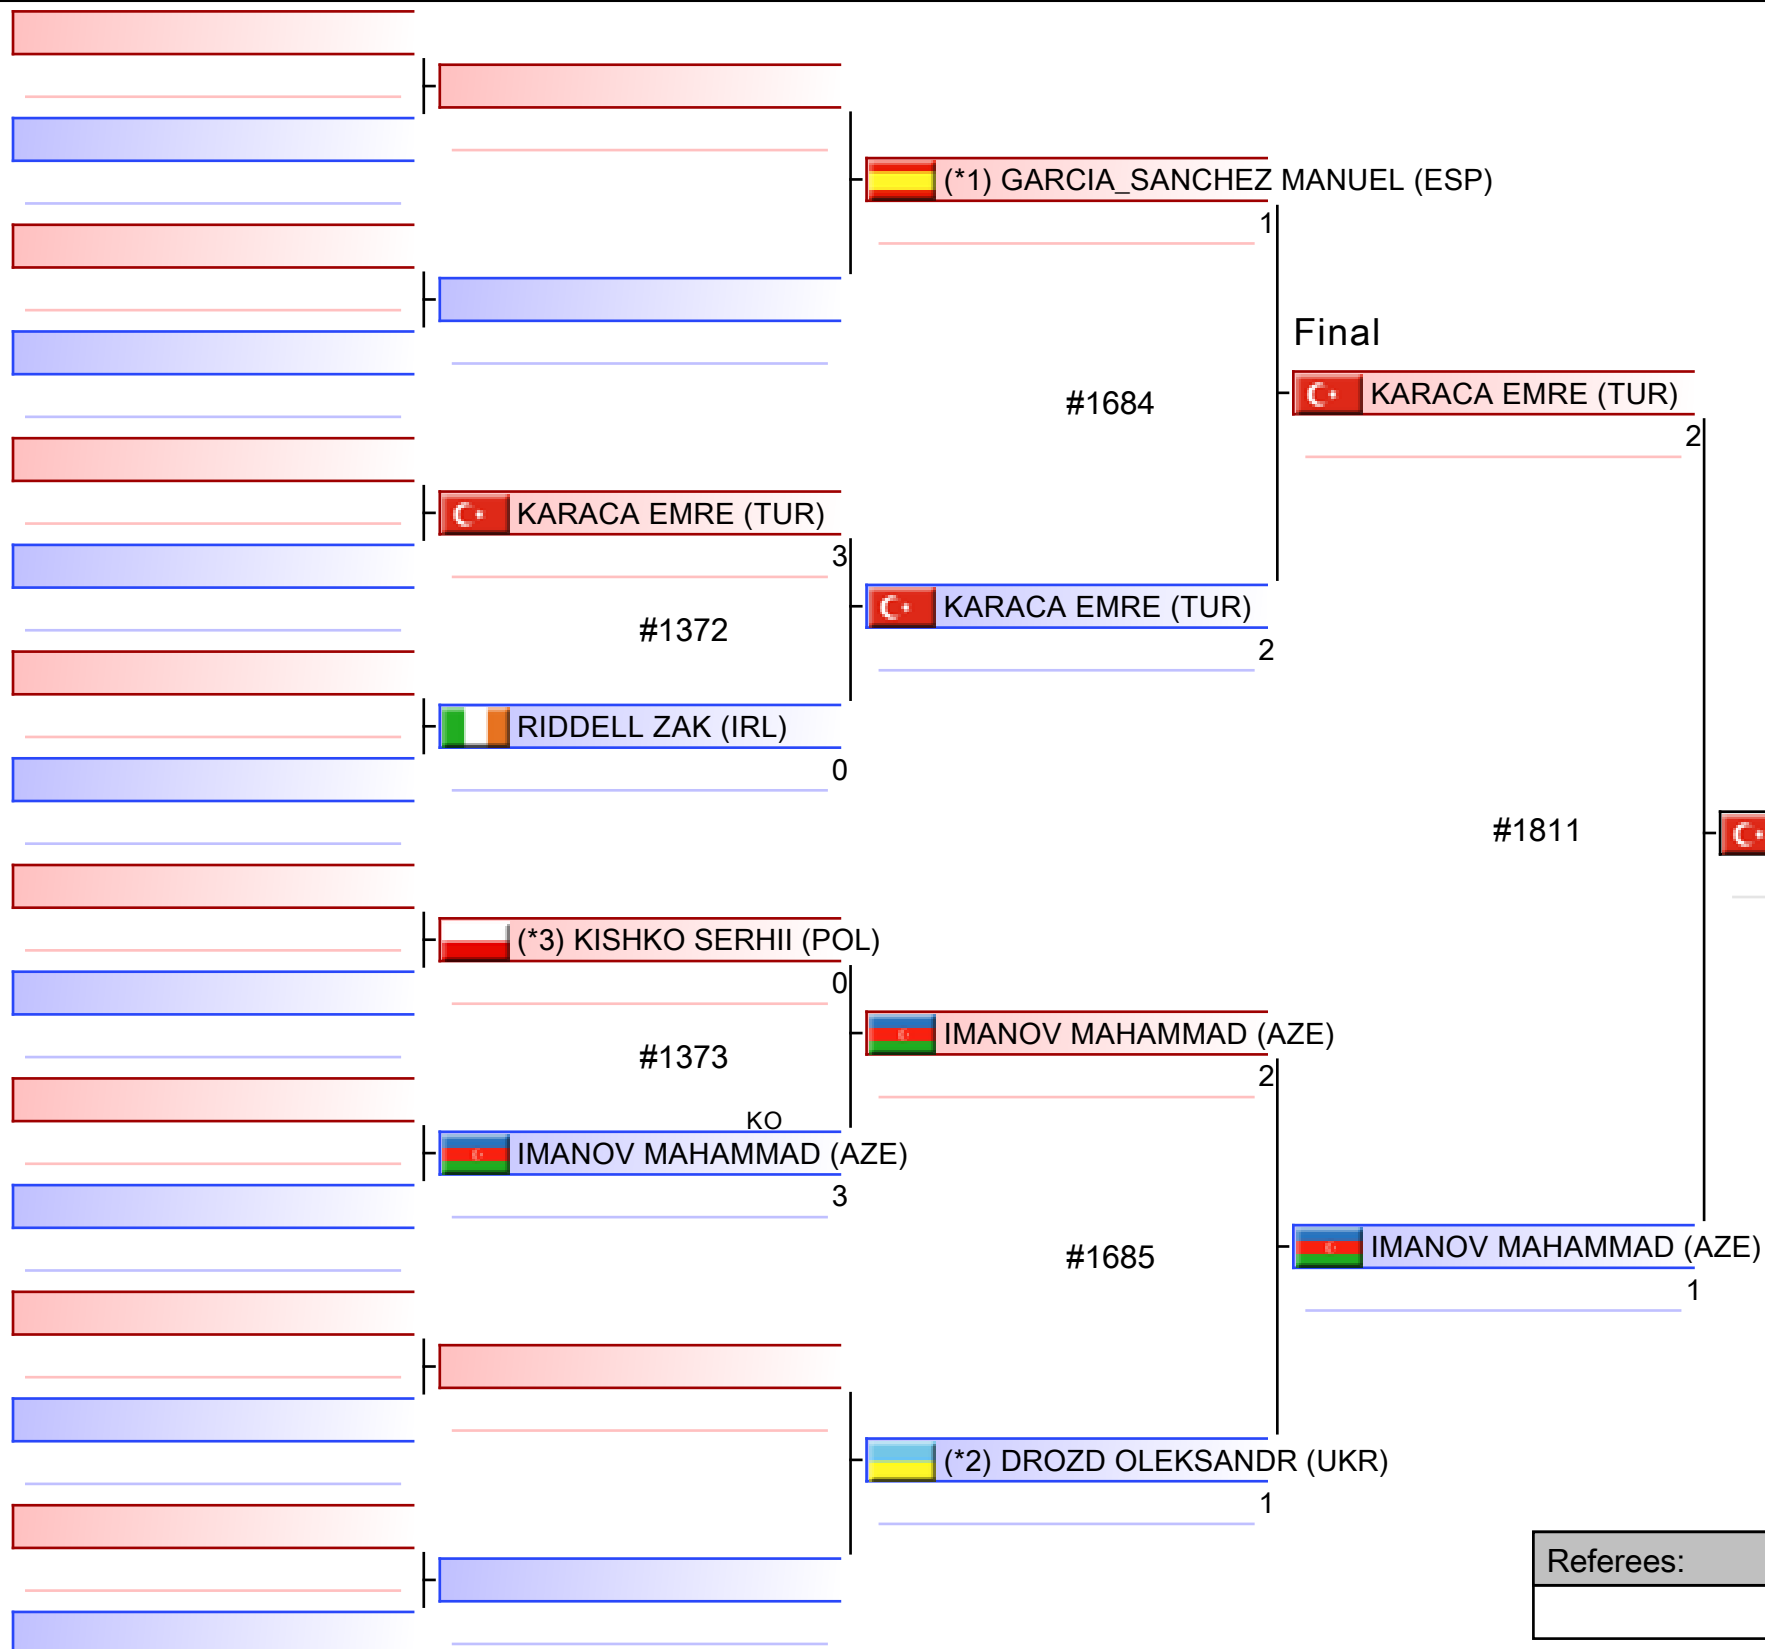 (*1) GARCIA_SANCHEZ MANUEL (ESP)
1
Final
#1684
KARACA EMRE (TUR)
2
KARACA EMRE (TUR)
3
#1372
KARACA EMRE (TUR)
2
RIDDELL ZAK (IRL)
0
#1811
(*3) KISHKO SERHII (POL)
0
#1373
IMANOV MAHAMMAD (AZE)
2
KO
IMANOV MAHAMMAD (AZE)
3
#1685
IMANOV MAHAMMAD (AZE)
1
(*2) DROZD OLEKSANDR (UKR)
1
Referees: